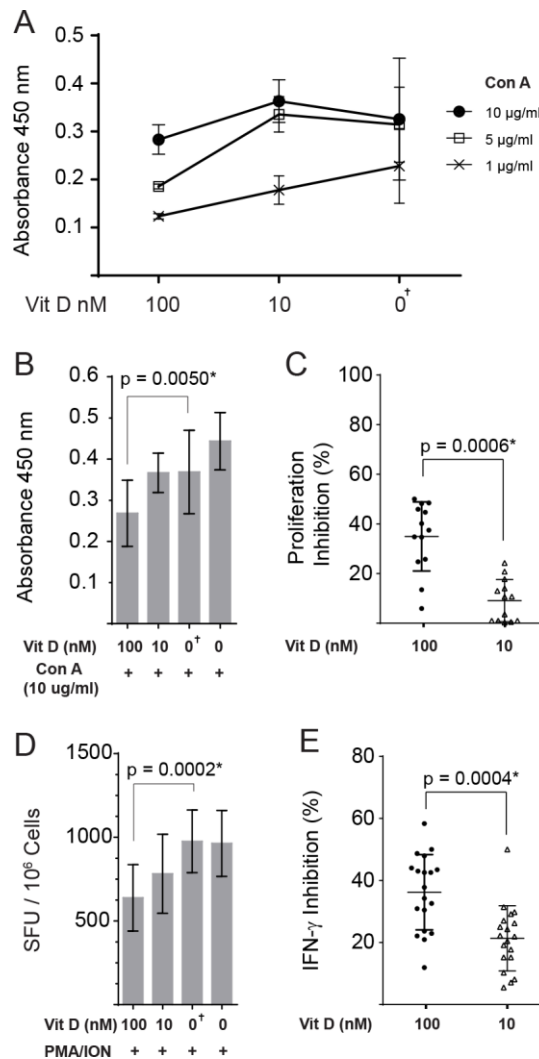 A
Absorbance 450 nm
0.5
0.4
0.3
0.2
0.1
Con A
10 µg/ml
5 µg/ml
1 µg/ml
Vit D nM 100 10 0†
B
Absorbance 450 nm
0.6
0.5
0.4
0.3
0.2
0.1
p = 0.0050*
Vit D (nM) 100 10 0† 0
Con A + + + +
(10 ug/ml)
C
Proliferation
Inhibition (%)
100
80
60
40
20
p = 0.0006*
Vit D (nM) 100 10
D
SFU / 10⁶ Cells
1500
1000
500
p = 0.0002*
Vit D (nM) 100 10 0† 0
PMA/ION + + + +
E
IFN-γ Inhibition (%)
80
60
40
20
p = 0.0004*
Vit D (nM) 100 10